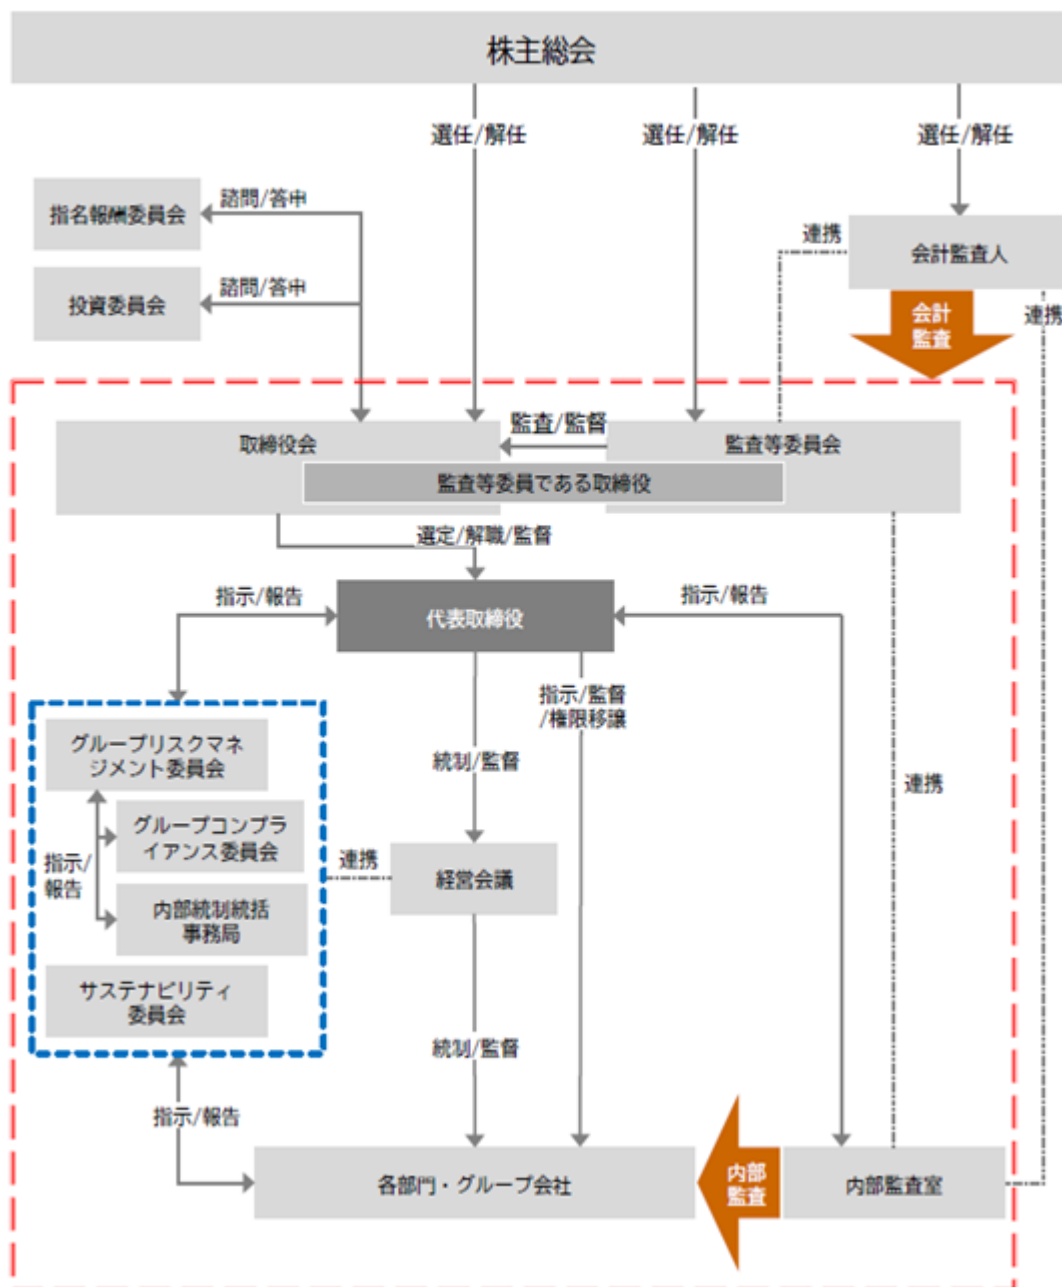 株主総会
選任/解任
選任/解任
選任/解任
指名報酬委員会
諮問/答申
投資委員会
諮問/答申
連携
会計監査人
会計
監査
連携
取締役会
監査/監督
監査等委員会
監査等委員である取締役
選定/解職/監督
指示/報告
代表取締役
指示/報告
指示/監督
/権限移譲
グループリスクマネ
ジメント委員会
統制/監督
連携
グループコンプラ
イアンス委員会
指示/
報告
連携
経営会議
内部統制統括
事務局
サステナビリティ
委員会
統制/監督
指示/報告
各部門・グループ会社
内部
監査
内部監査室